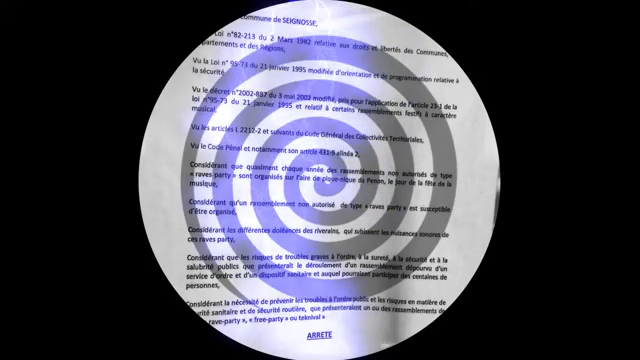 commune de SEIGNOSSE,
Loi n°82-213 du 2 Mars 1982 relative aux droits et libertés des Communes,
partements et des Régions,
Vu la Loi n° 95-73 du 21 janvier 1995 modifiée d'orientation et de programmation relative à
la sécurité
Vu le décret n°2002-887 du 3 mai 2002 modifié, pris pour l'application de l'article 23-1 de la
loi n°95-73 du 21 janvier 1995 et relatif à certains rassemblements festifs à caractère
musical,
Vu les articles L 2212-2 et suivants du Code Général des Collectivités Territoriales,
Vu le Code Pénal et notamment son article 431-9 alinéa 2,
Considérant que quasiment chaque année des rassemblements non autorisés de type
« raves party » sont organisés sur l'aire de pique-nique du Penon, le jour de la fête de la
musique,
Considérant qu'un rassemblement non autorisé de type « raves party » est susceptible
d'être organisé,
Considérant les différentes doléances des riverains, qui subissent les nuisances sonores de
ces raves party,
Considérant que les risques de troubles graves à l'ordre, à la sureté, à la sécurité et à la
salubrité publics que présenterait le déroulement d'un rassemblement dépourvu d'un
service d'ordre et d'un dispositif sanitaire et auquel pourraient participer des centaines de
personnes,
Considérant la nécessité de prévenir les troubles à l'ordre public et les risques en matière de
sécurité sanitaire et de sécurité routière, que présenteraient un ou des rassemblements de
rave-party », « free-party » ou teknival »
ARRETE